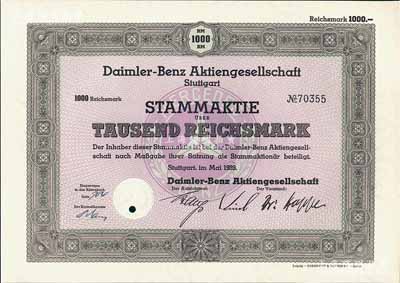 Reichsmark 1000.—
RM
1000
RM
Daimler-Benz Aktiengesellschaft
Stuttgart
1000 Reichsmark
№70355
STAMMAKTIE
ÜBER
TAUSEND REICHSMARK
Der Inhaber dieser Stammaktie ist bei der Daimler-Benz Aktiengesell-
schaft nach Maßgabe ihrer Satzung als Stammaktionär beteiligt.
Stuttgart, im Mai 1939.
Daimler-Benz Aktiengesellschaft
Der Aufsichtsrat:
Der Vorstand: